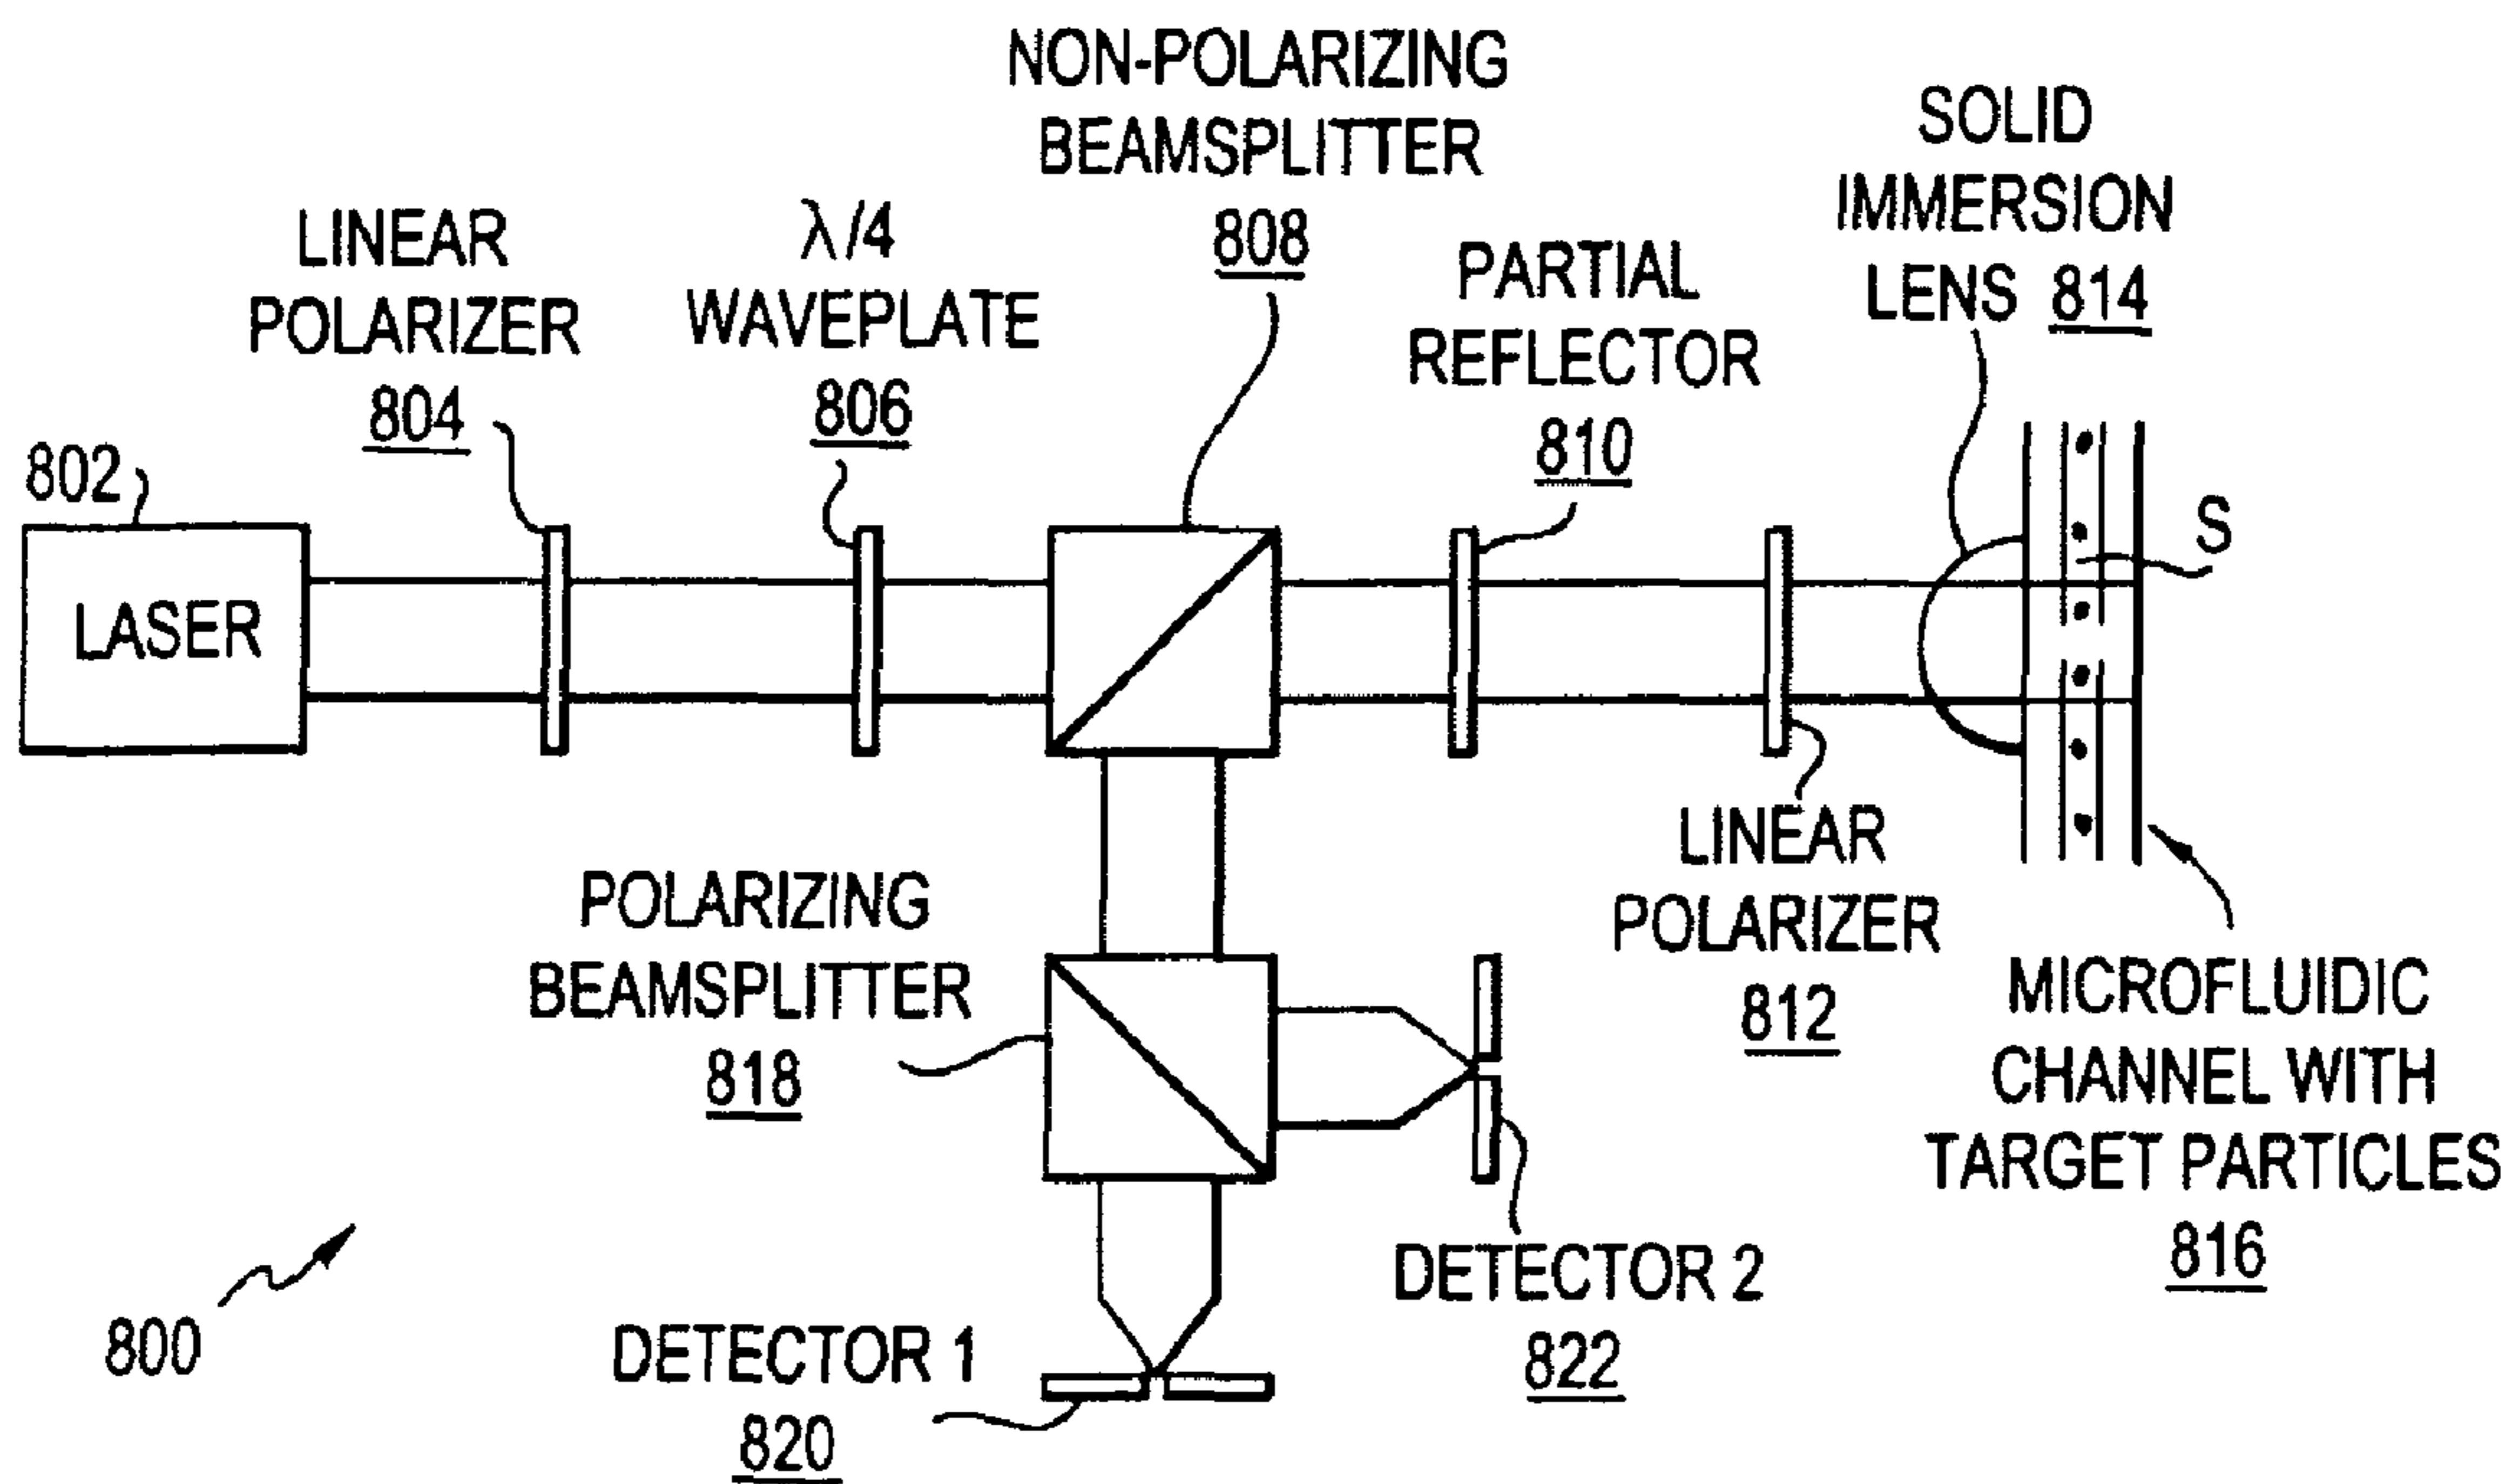 NON-POLARIZING
BEAMSPLITTER
808
SOLID
IMMERSION
LENS 814
LINEAR
POLARIZER
804
λ/4
WAVEPLATE
806
PARTIAL
REFLECTOR
810
802
LASER
S
LINEAR
POLARIZER
812
POLARIZING
BEAMSPLITTER
818
MICROFLUIDIC
CHANNEL WITH
TARGET PARTICLES
816
DETECTOR 2
822
800
DETECTOR 1
820